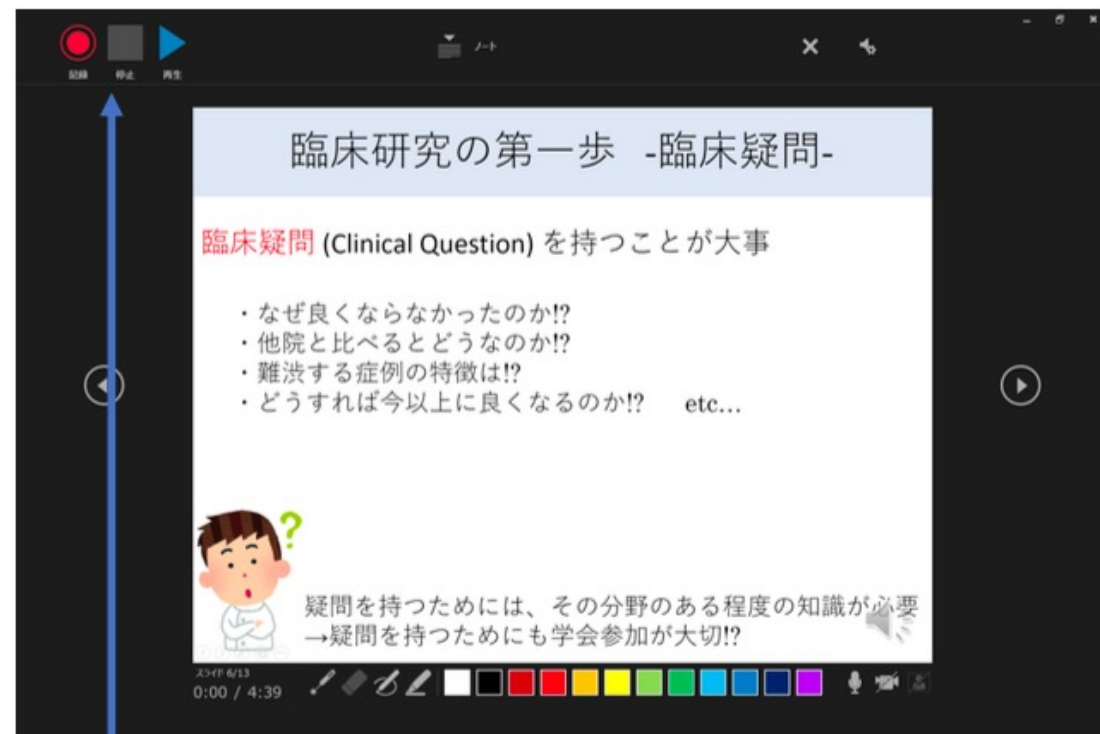 記録 停止 再生
ノート
臨床研究の第一歩 -臨床疑問-
臨床疑問 (Clinical Question) を持つことが大事
・なぜ良くならなかったのか!?
・他院と比べるとどうなのか!?
・難渋する症例の特徴は!?
・どうすれば今以上に良くなるのか!? etc...
?
疑問を持つためには、その分野のある程度の知識が必要
→疑問を持つためにも学会参加が大切!?
スライド 6/13
0:00 / 4:39